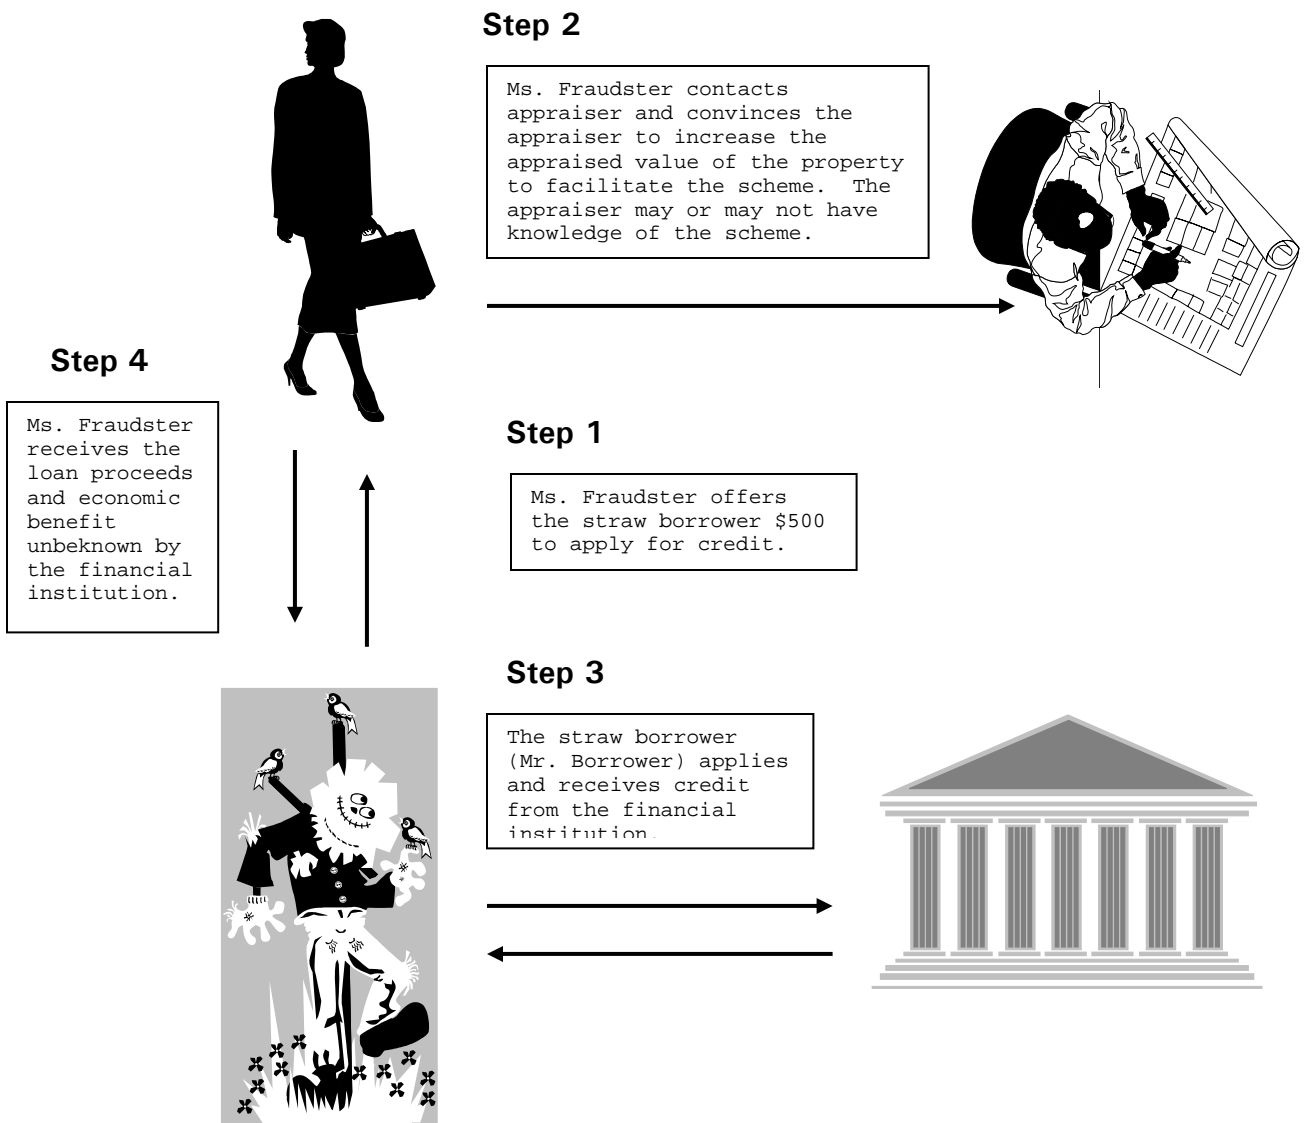 Step 2
Ms. Fraudster contacts
appraiser and convinces the
appraiser to increase the
appraised value of the property
to facilitate the scheme.  The
appraiser may or may not have
knowledge of the scheme.
Step 4
Ms. Fraudster
receives the
loan proceeds
and economic
benefit
unbeknown by
the financial
institution.
Step 1
Ms. Fraudster offers
the straw borrower $500
to apply for credit.
Step 3
The straw borrower
(Mr. Borrower) applies
and receives credit
from the financial
institution.